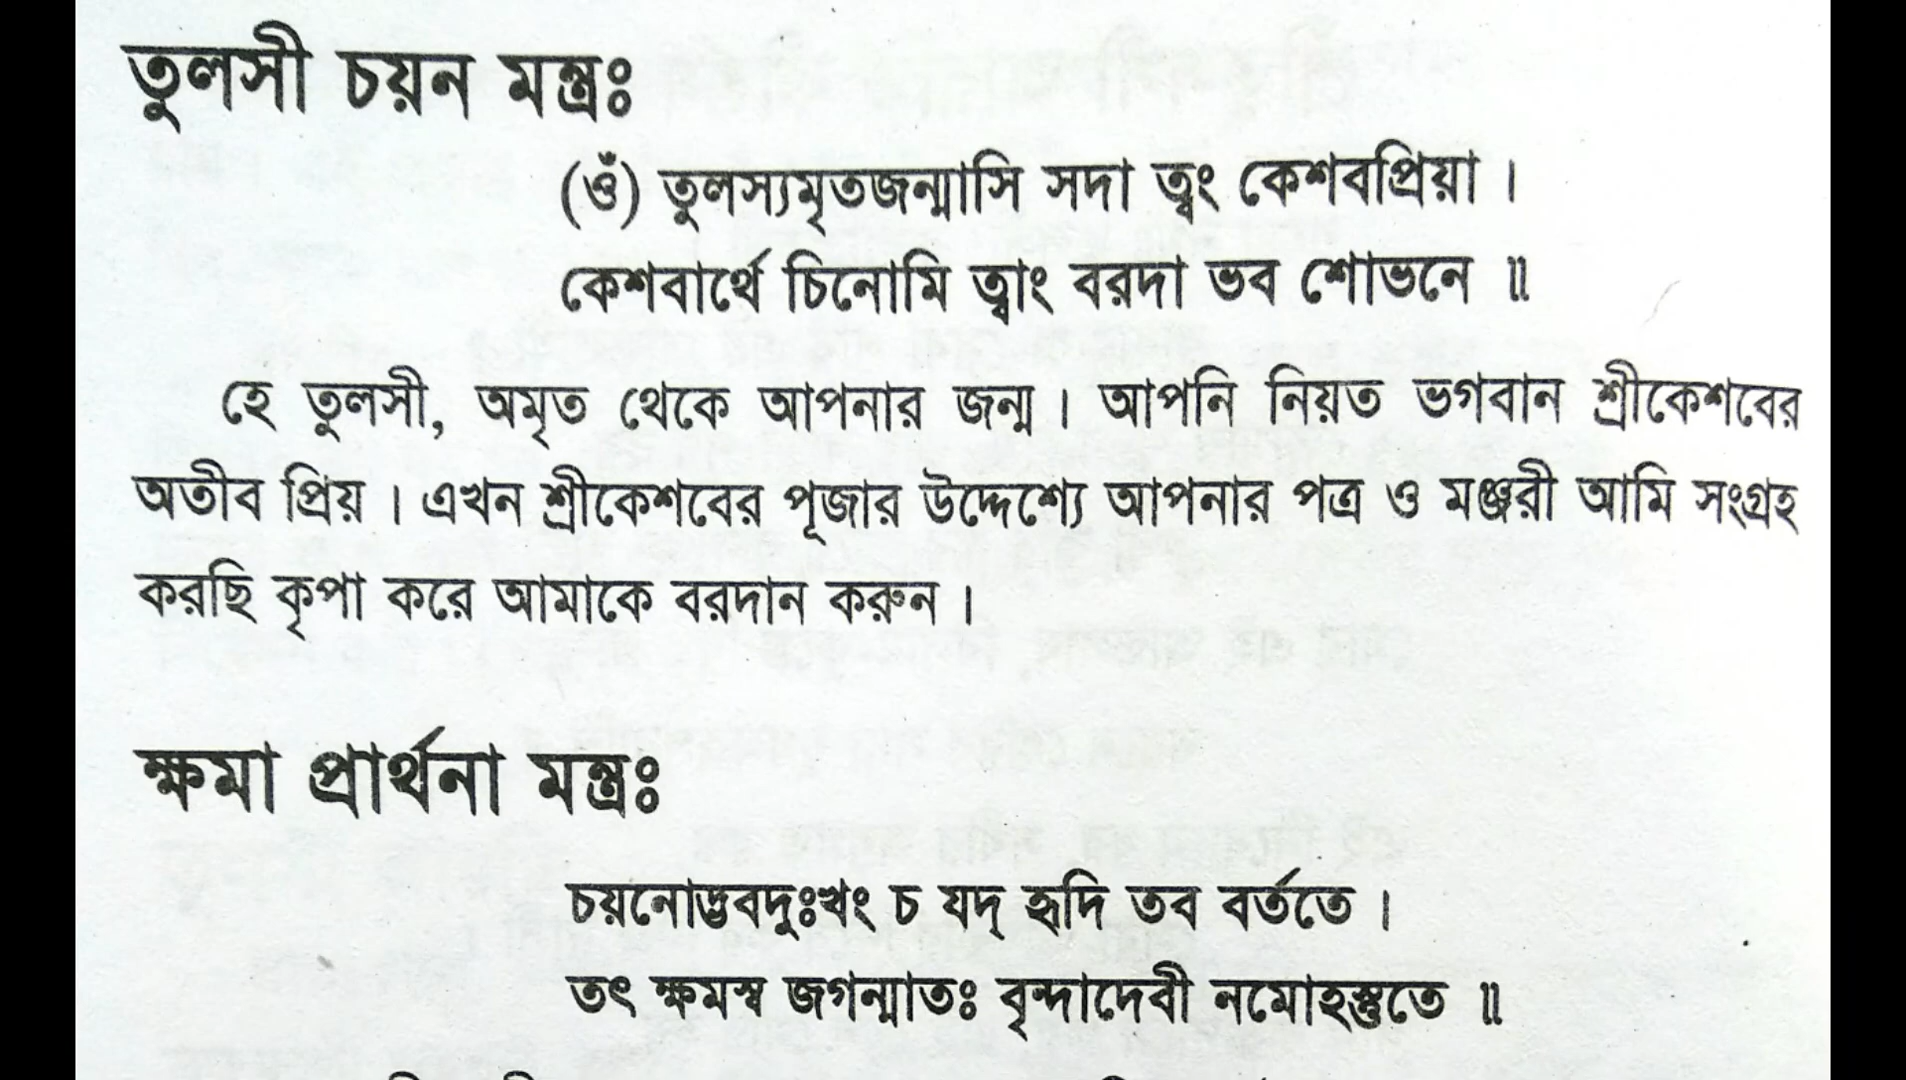 তুলসী চয়ন মন্ত্রঃ
(ওঁ) তুলস্যমৃতজন্মাসি সদা ত্বং কেশবপ্রিয়া ।
কেশবার্থে চিনোমি ত্বাং বরদা ভব শোভনে ॥
হে তুলসী, অমৃত থেকে আপনার জন্ম । আপনি নিয়ত ভগবান শ্রীকেশবের
অতীব প্রিয় । এখন শ্রীকেশবের পূজার উদ্দেশ্যে আপনার পত্র ও মঞ্জরী আমি সংগ্রহ
করছি কৃপা করে আমাকে বরদান করুন ।
ক্ষমা প্রার্থনা মন্ত্রঃ
চয়নোদ্ভবদুঃখং চ যদ্ হৃদি তব বর্ততে ।
তৎ ক্ষমস্ব জগন্মাতঃ বৃন্দাদেবী নমোহস্তুতে ॥